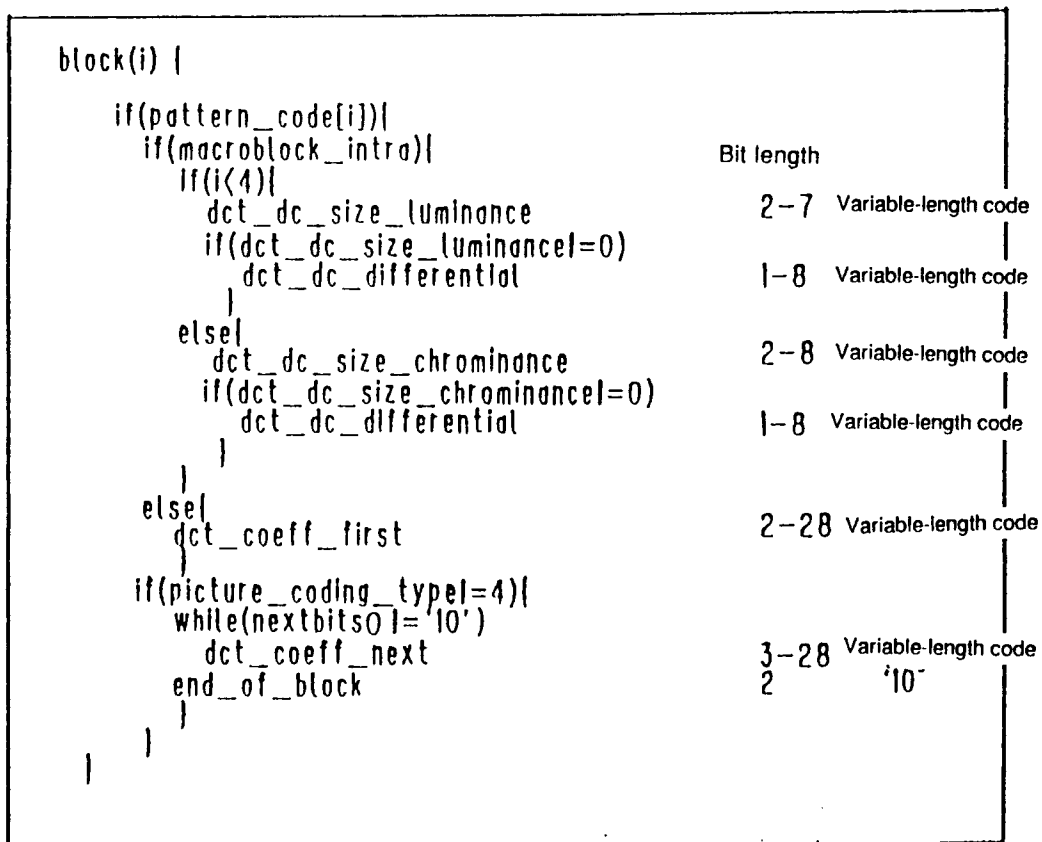 block(i) {
if(pattern_code[i]){
if(macroblock_intra){
Bit length
if(i<4){
dct_dc_size_luminance 2-7 Variable-length code
if(dct_dc_size_luminance!=0)
dct_dc_differential 1-8 Variable-length code
}
else{
dct_dc_size_chrominance 2-8 Variable-length code
if(dct_dc_size_chrominance!=0)
dct_dc_differential 1-8 Variable-length code
}
}
else{
dct_coeff_first 2-28 Variable-length code
}
if(picture_coding_type!=4){
while(nextbits() != '10')
dct_coeff_next 3-28 Variable-length code
end_of_block 2 '10'
}
}
}